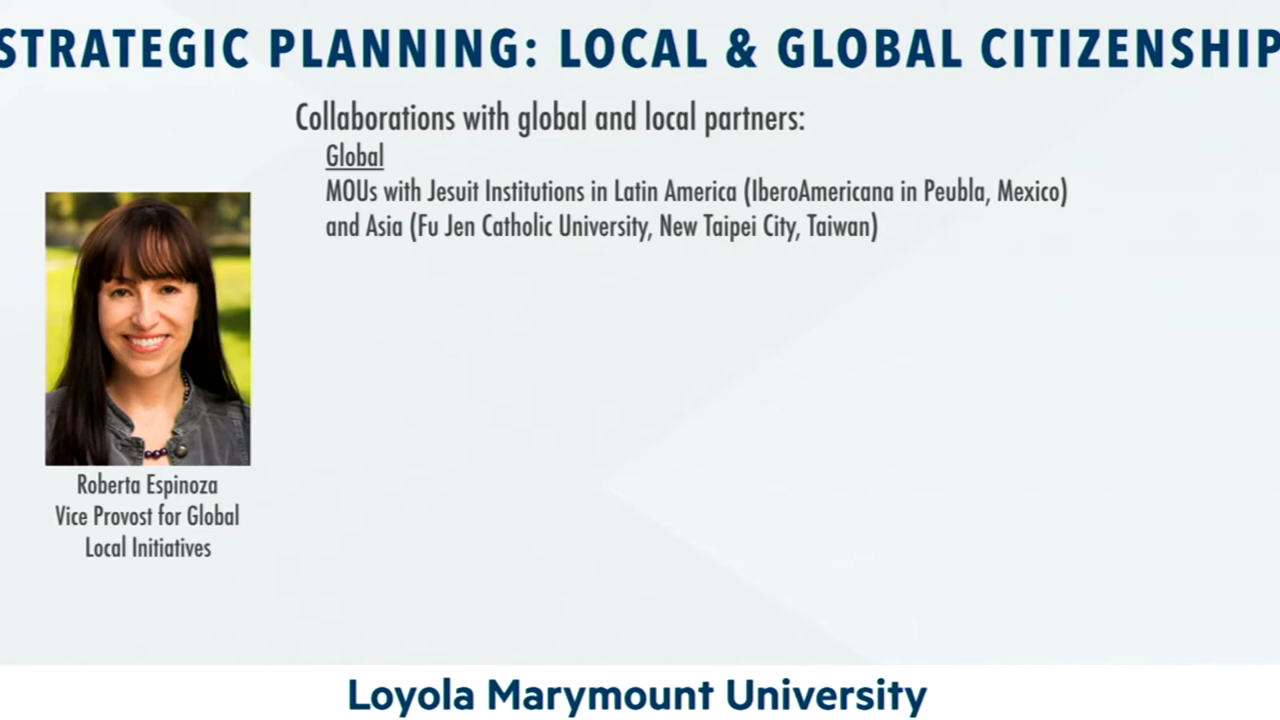 STRATEGIC PLANNING: LOCAL & GLOBAL CITIZENSHIP
Collaborations with global and local partners:
Global
MOUs with Jesuit Institutions in Latin America (IberoAmericana in Peubla, Mexico)
and Asia (Fu Jen Catholic University, New Taipei City, Taiwan)
Roberta Espinoza
Vice Provost for Global
Local Initiatives
Loyola Marymount University